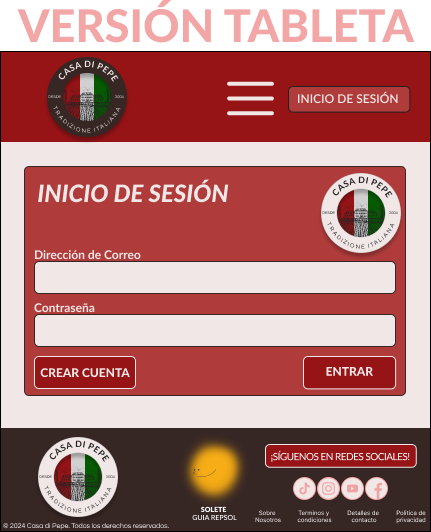 VERSIÓN TABLETA
CASA DI PEPE
DESDE 2024
TRADIZIONE ITALIANA
INICIO DE SESIÓN
INICIO DE SESIÓN
CASA DI PEPE
DESDE 2024
TRADIZIONE ITALIANA
Dirección de Correo
Contraseña
CREAR CUENTA
ENTRAR
CASA DI PEPE
DESDE 2024
TRADIZIONE ITALIANA
¡SÍGUENOS EN REDES SOCIALES!
SOLETE
GUIA REPSOL
Sobre
Nosotros
Terminos y
condiciones
Detalles de
contacto
Política de
privacidad
© 2024 Casa di Pepe. Todos los derechos reservados.